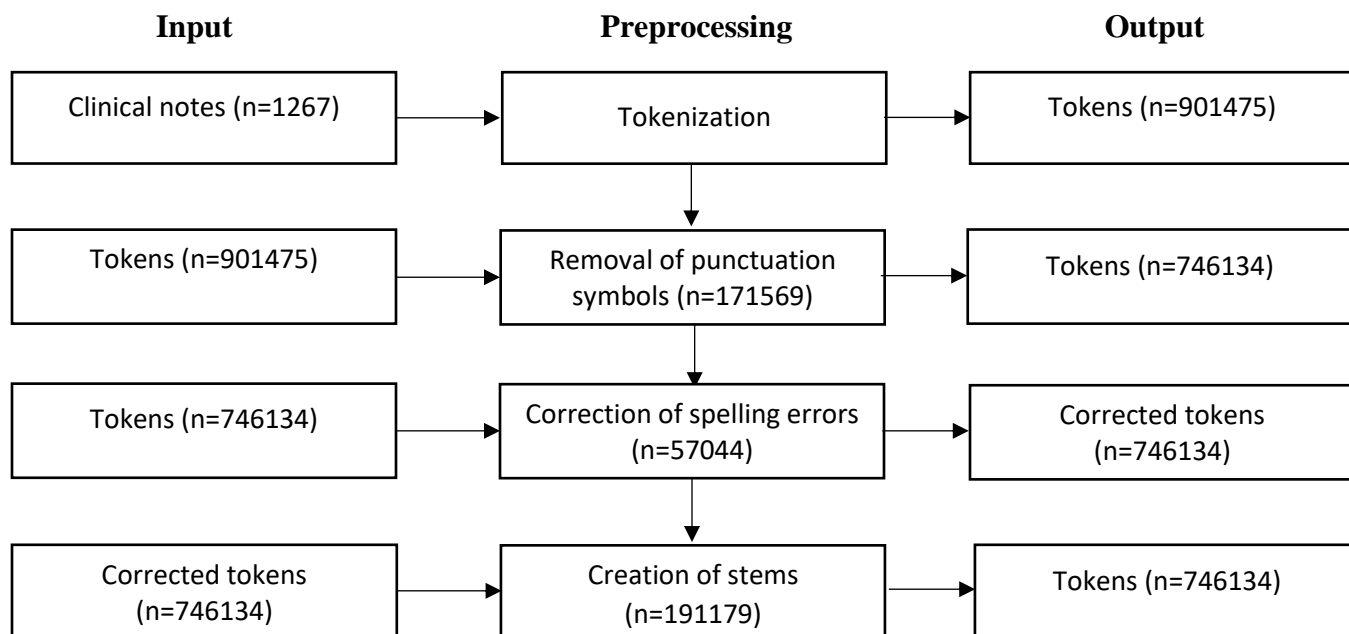 Input
Preprocessing
Output
Clinical notes (n=1267)
Tokenization
Tokens (n=901475)
Tokens (n=901475)
Removal of punctuation
symbols (n=171569)
Tokens (n=746134)
Tokens (n=746134)
Correction of spelling errors
(n=57044)
Corrected tokens
(n=746134)
Corrected tokens
(n=746134)
Creation of stems
(n=191179)
Tokens (n=746134)